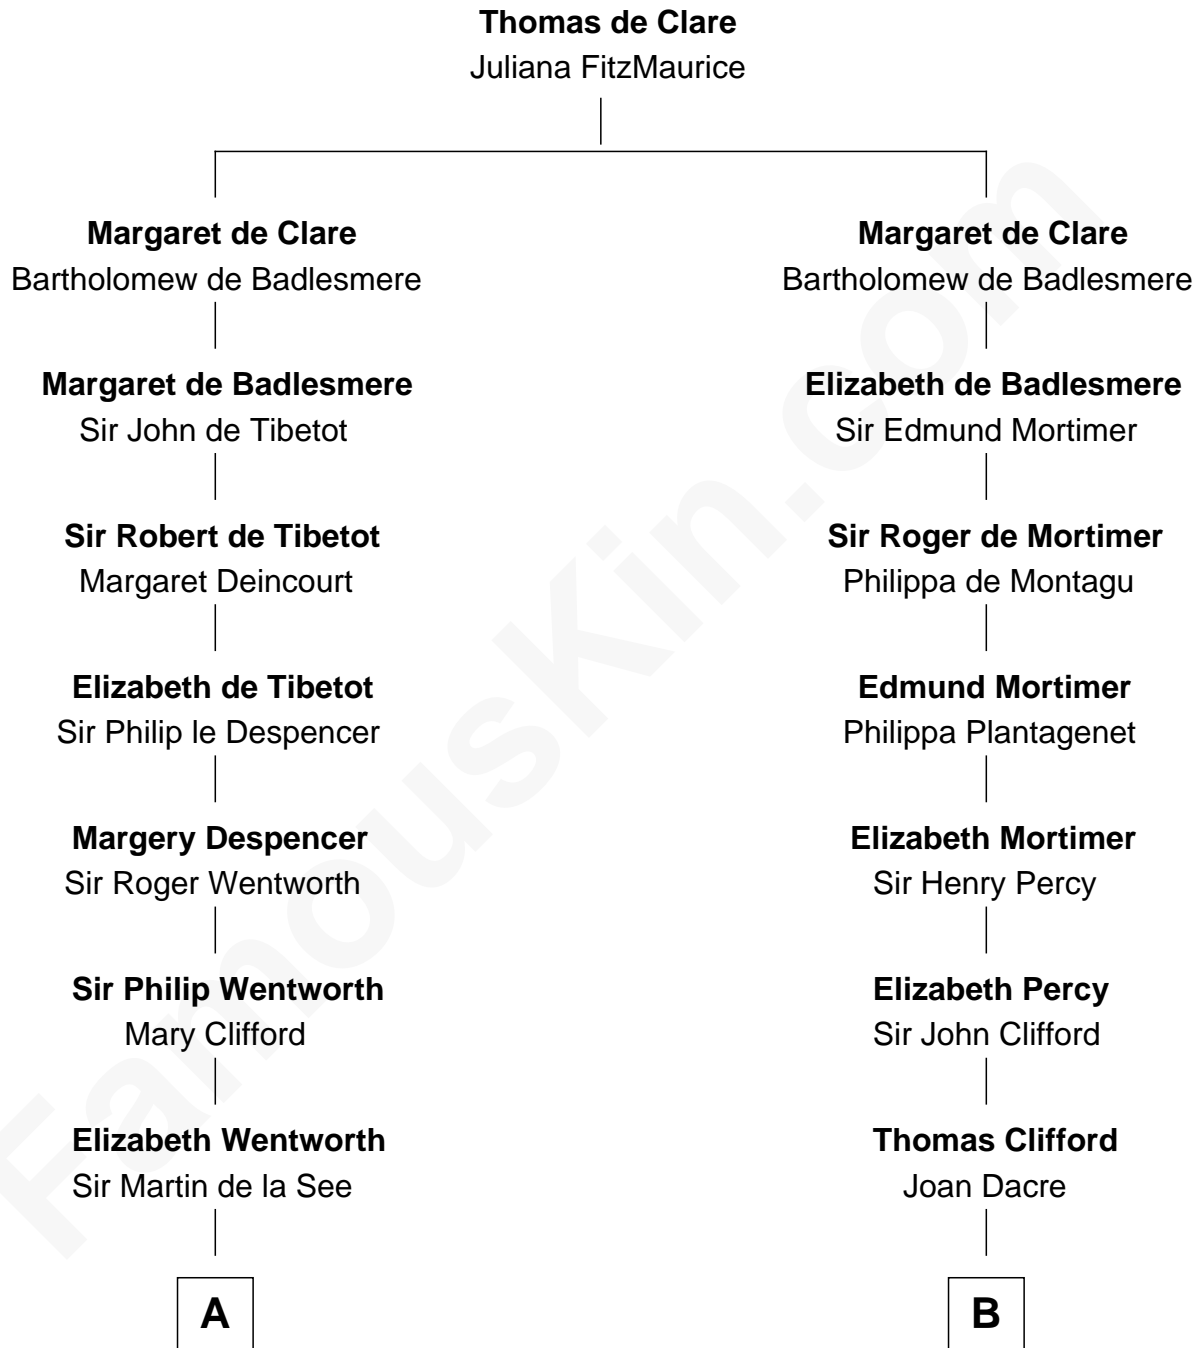 Thomas de Clare
Juliana FitzMaurice
Margaret de Clare
Bartholomew de Badlesmere
Margaret de Clare
Bartholomew de Badlesmere
Margaret de Badlesmere
Sir John de Tibetot
Elizabeth de Badlesmere
Sir Edmund Mortimer
Sir Robert de Tibetot
Margaret Deincourt
Sir Roger de Mortimer
Philippa de Montagu
Elizabeth de Tibetot
Sir Philip le Despencer
Edmund Mortimer
Philippa Plantagenet
Margery Despencer
Sir Roger Wentworth
Elizabeth Mortimer
Sir Henry Percy
Sir Philip Wentworth
Mary Clifford
Elizabeth Percy
Sir John Clifford
Elizabeth Wentworth
Sir Martin de la See
Thomas Clifford
Joan Dacre
A
B
FamousKin.com